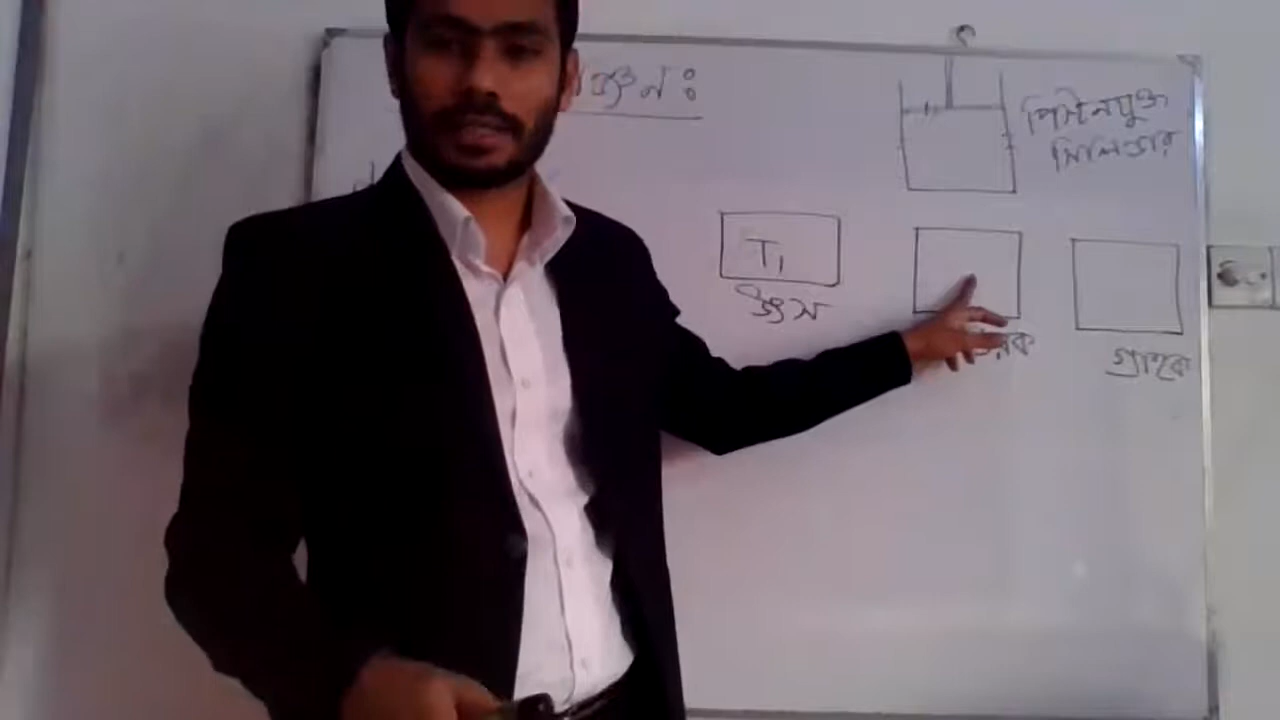 পিস্টনযুক্ত
সিলিন্ডার
T₁
উৎস
গ্রাহক